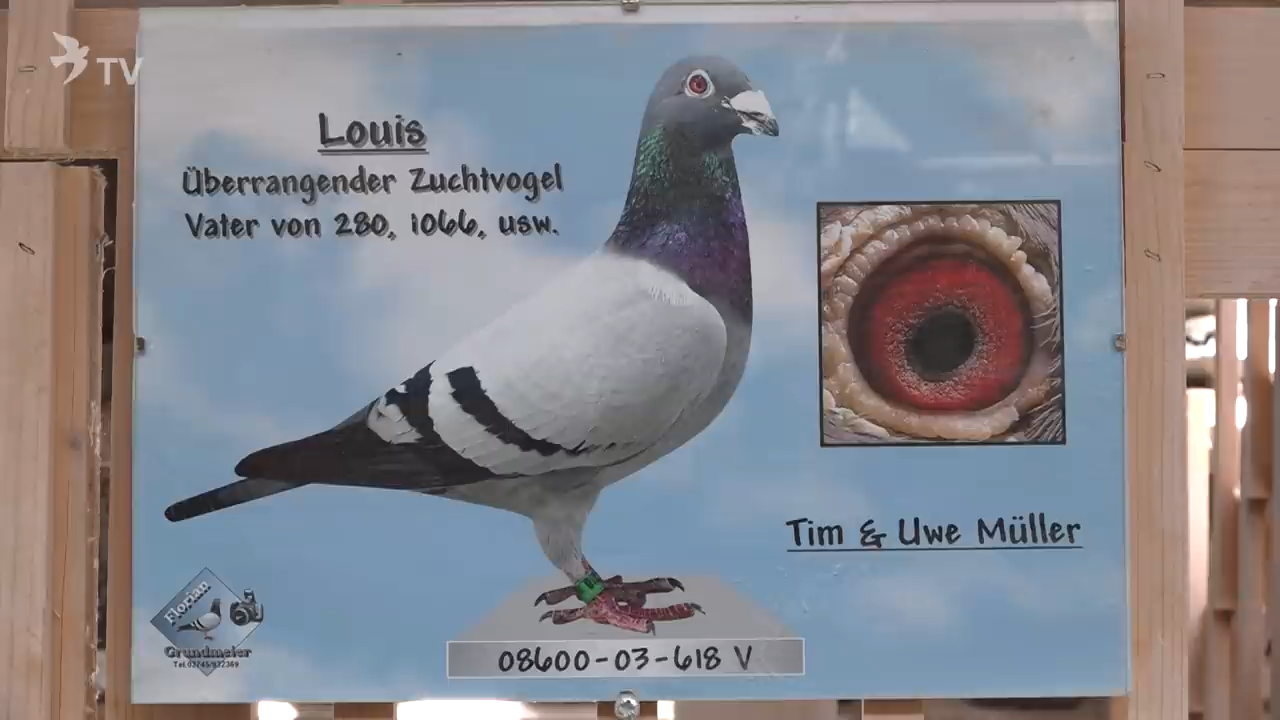 TV
Louis
Überrangender Zuchtvogel
Vater von 280, 1066, usw.
Tim & Uwe Müller
Florian
Grundmeier
08600-03-618 V